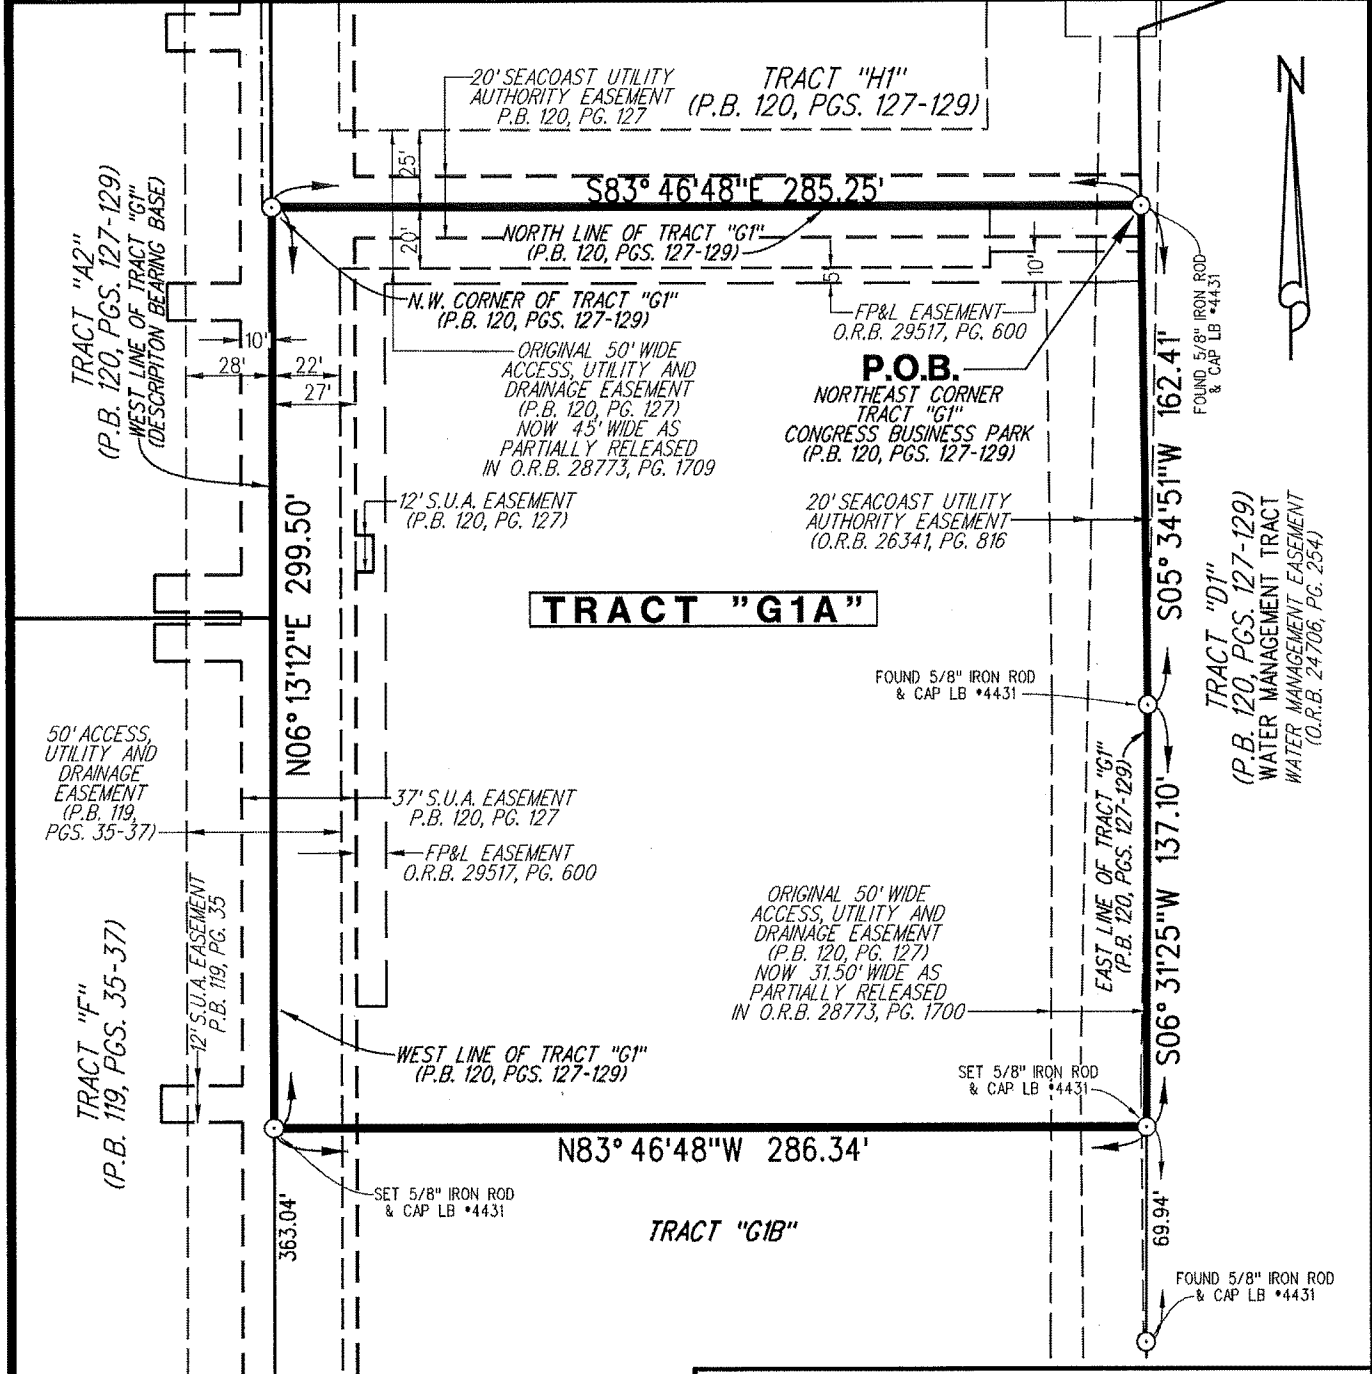 20' SEACOAST UTILITY
AUTHORITY EASEMENT
P.B. 120, PG. 127
TRACT "H1"
(P.B. 120, PGS. 127-129)
N
25'
S83°46'48"E 285.25'
20'
NORTH LINE OF TRACT "G1"
(P.B. 120, PGS. 127-129)
5'
10'
N.W. CORNER OF TRACT "G1"
(P.B. 120, PGS. 127-129)
FP&L EASEMENT
O.R.B. 29517, PG. 600
FOUND 5/8" IRON ROD
& CAP LB *4431
TRACT "A2"
(P.B. 120, PGS. 127-129)
WEST LINE OF TRACT "G1"
(DESCRIPTON BEARING BASE)
10'
28'
22'
27'
ORIGINAL 50' WIDE
ACCESS, UTILITY AND
DRAINAGE EASEMENT
(P.B. 120, PG. 127)
NOW 45' WIDE AS
PARTIALLY RELEASED
IN O.R.B. 28773, PG. 1709
P.O.B.
NORTHEAST CORNER
TRACT "G1"
CONGRESS BUSINESS PARK
(P.B. 120, PGS. 127-129)
S05°34'51"W 162.41'
12' S.U.A. EASEMENT
(P.B. 120, PG. 127)
20' SEACOAST UTILITY
AUTHORITY EASEMENT
(O.R.B. 26341, PG. 816
N06°13'12"E 299.50'
TRACT "G1A"
TRACT "D1"
(P.B. 120, PGS. 127-129)
WATER MANAGEMENT TRACT
WATER MANAGEMENT EASEMENT
(O.R.B. 24706, PG. 254)
FOUND 5/8" IRON ROD
& CAP LB *4431
50' ACCESS,
UTILITY AND
DRAINAGE
EASEMENT
(P.B. 119,
PGS. 35-37)
37' S.U.A. EASEMENT
P.B. 120, PG. 127
FP&L EASEMENT
O.R.B. 29517, PG. 600
EAST LINE OF TRACT "G1"
(P.B. 120, PGS. 127-129)
S06°31'25"W 137.10'
ORIGINAL 50' WIDE
ACCESS, UTILITY AND
DRAINAGE EASEMENT
(P.B. 120, PG. 127)
NOW 31.50' WIDE AS
PARTIALLY RELEASED
IN O.R.B. 28773, PG. 1700
TRACT "F"
(P.B. 119, PGS. 35-37)
12' S.U.A. EASEMENT
P.B. 119, PG. 35
WEST LINE OF TRACT "G1"
(P.B. 120, PGS. 127-129)
SET 5/8" IRON ROD
& CAP LB *4431
N83°46'48"W 286.34'
SET 5/8" IRON ROD
& CAP LB *4431
363.04'
TRACT "G1B"
69.94'
FOUND 5/8" IRON ROD
& CAP LB *4431